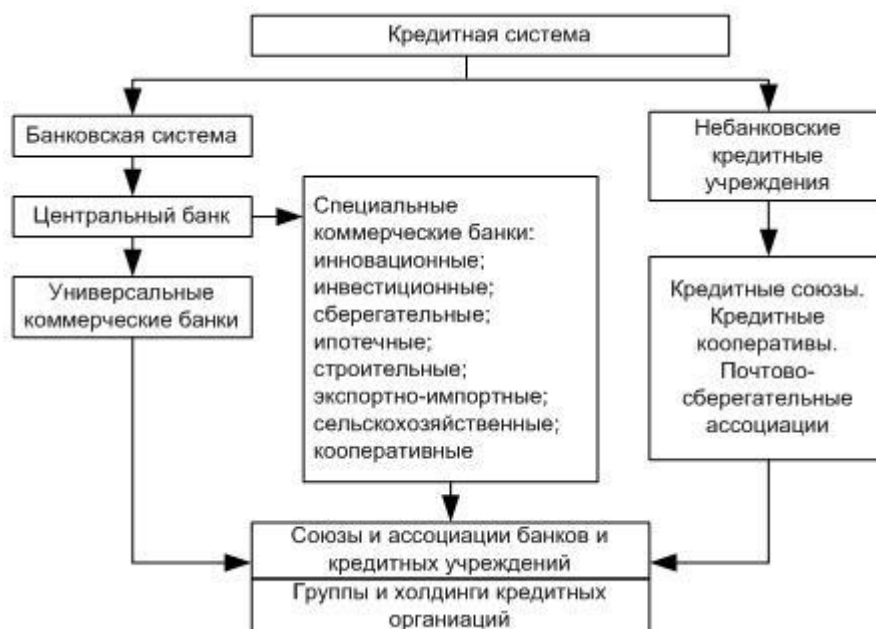 Кредитная система
Банковская система
Небанковские
кредитные
учреждения
Центральный банк
Специальные
коммерческие банки:
инновационные;
инвестиционные;
сберегательные;
ипотечные;
строительные;
экспортно-импортные;
сельскохозяйственные;
кооперативные
Универсальные
коммерческие банки
Кредитные союзы.
Кредитные
кооперативы.
Почтово-
сберегательные
ассоциации
Союзы и ассоциации банков и
кредитных учреждений
Группы и холдинги кредитных
органиаций